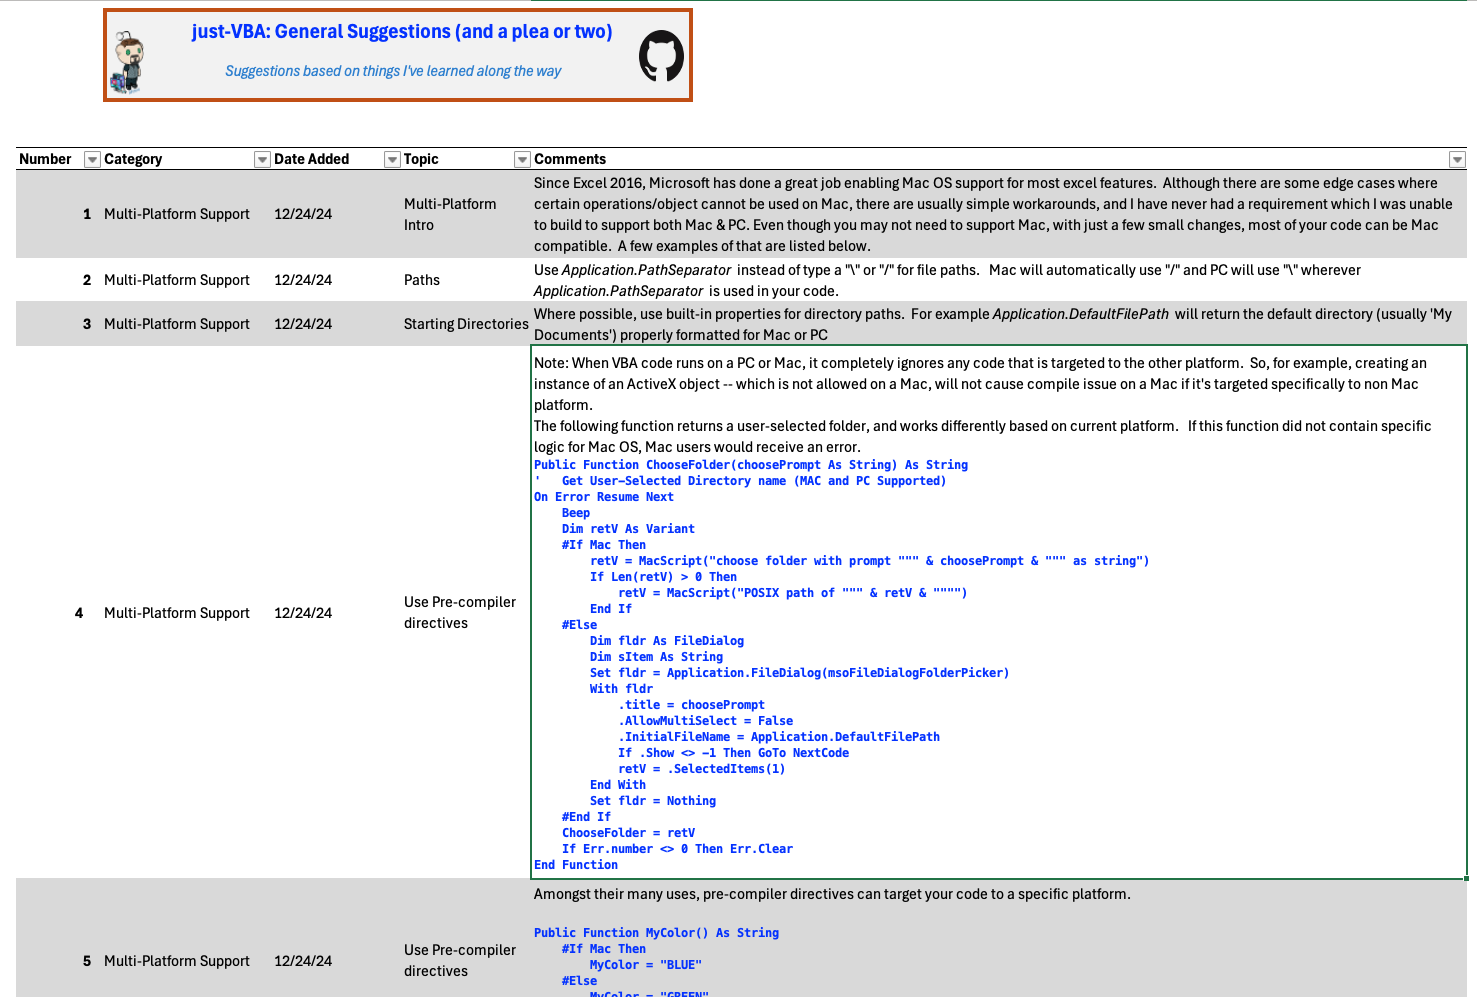 just-VBA: General Suggestions (and a plea or two)
Suggestions based on things I've learned along the way
Number Category Date Added Topic Comments
1 Multi-Platform Support 12/24/24 Multi-Platform Intro
Since Excel 2016, Microsoft has done a great job enabling Mac OS support for most excel features.  Although there are some edge cases where
certain operations/object cannot be used on Mac, there are usually simple workarounds, and I have never had a requirement which I was unable
to build to support both Mac & PC. Even though you may not need to support Mac, with just a few small changes, most of your code can be Mac
compatible.  A few examples of that are listed below.
2 Multi-Platform Support 12/24/24 Paths
Use Application.PathSeparator instead of type a "\" or "/" for file paths.   Mac will automatically use "/" and PC will use "\" wherever
Application.PathSeparator is used in your code.
3 Multi-Platform Support 12/24/24 Starting Directories
Where possible, use built-in properties for directory paths.  For example Application.DefaultFilePath will return the default directory (usually 'My
Documents') properly formatted for Mac or PC
4 Multi-Platform Support 12/24/24 Use Pre-compiler directives
Note: When VBA code runs on a PC or Mac, it completely ignores any code that is targeted to the other platform.  So, for example, creating an
instance of an ActiveX object -- which is not allowed on a Mac, will not cause compile issue on a Mac if it's targeted specifically to non Mac
platform.
The following function returns a user-selected folder, and works differently based on current platform.   If this function did not contain specific
logic for Mac OS, Mac users would receive an error.
Public Function ChooseFolder(choosePrompt As String) As String
'   Get User-Selected Directory name (MAC and PC Supported)
On Error Resume Next
    Beep
    Dim retV As Variant
    #If Mac Then
        retV = MacScript("choose folder with prompt """ & choosePrompt & """ as string")
        If Len(retV) > 0 Then
            retV = MacScript("POSIX path of """ & retV & """")
        End If
    #Else
        Dim fldr As FileDialog
        Dim sItem As String
        Set fldr = Application.FileDialog(msoFileDialogFolderPicker)
        With fldr
            .title = choosePrompt
            .AllowMultiSelect = False
            .InitialFileName = Application.DefaultFilePath
            If .Show <> -1 Then GoTo NextCode
            retV = .SelectedItems(1)
        End With
        Set fldr = Nothing
    #End If
    ChooseFolder = retV
    If Err.number <> 0 Then Err.Clear
End Function
5 Multi-Platform Support 12/24/24 Use Pre-compiler directives
Amongst their many uses, pre-compiler directives can target your code to a specific platform.
Public Function MyColor() As String
    #If Mac Then
        MyColor = "BLUE"
    #Else
        MyColor = "GREEN"